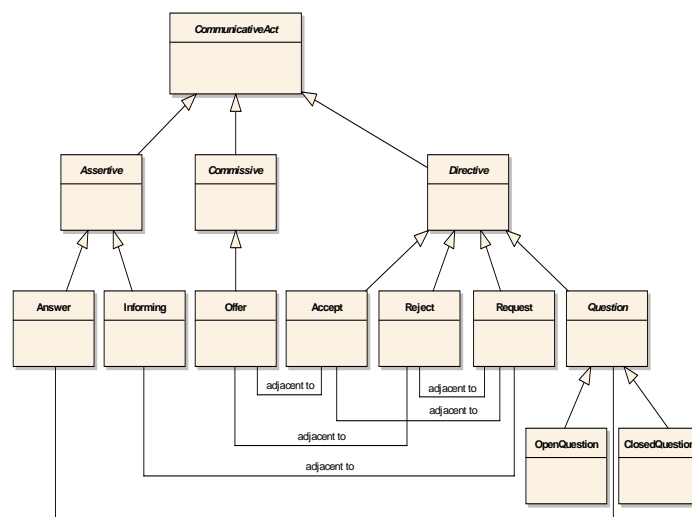 CommunicativeAct
Assertive
Commissive
Directive
Answer
Informing
Offer
Accept
Reject
Request
Question
adjacent to
adjacent to
adjacent to
adjacent to
adjacent to
OpenQuestion
ClosedQuestion